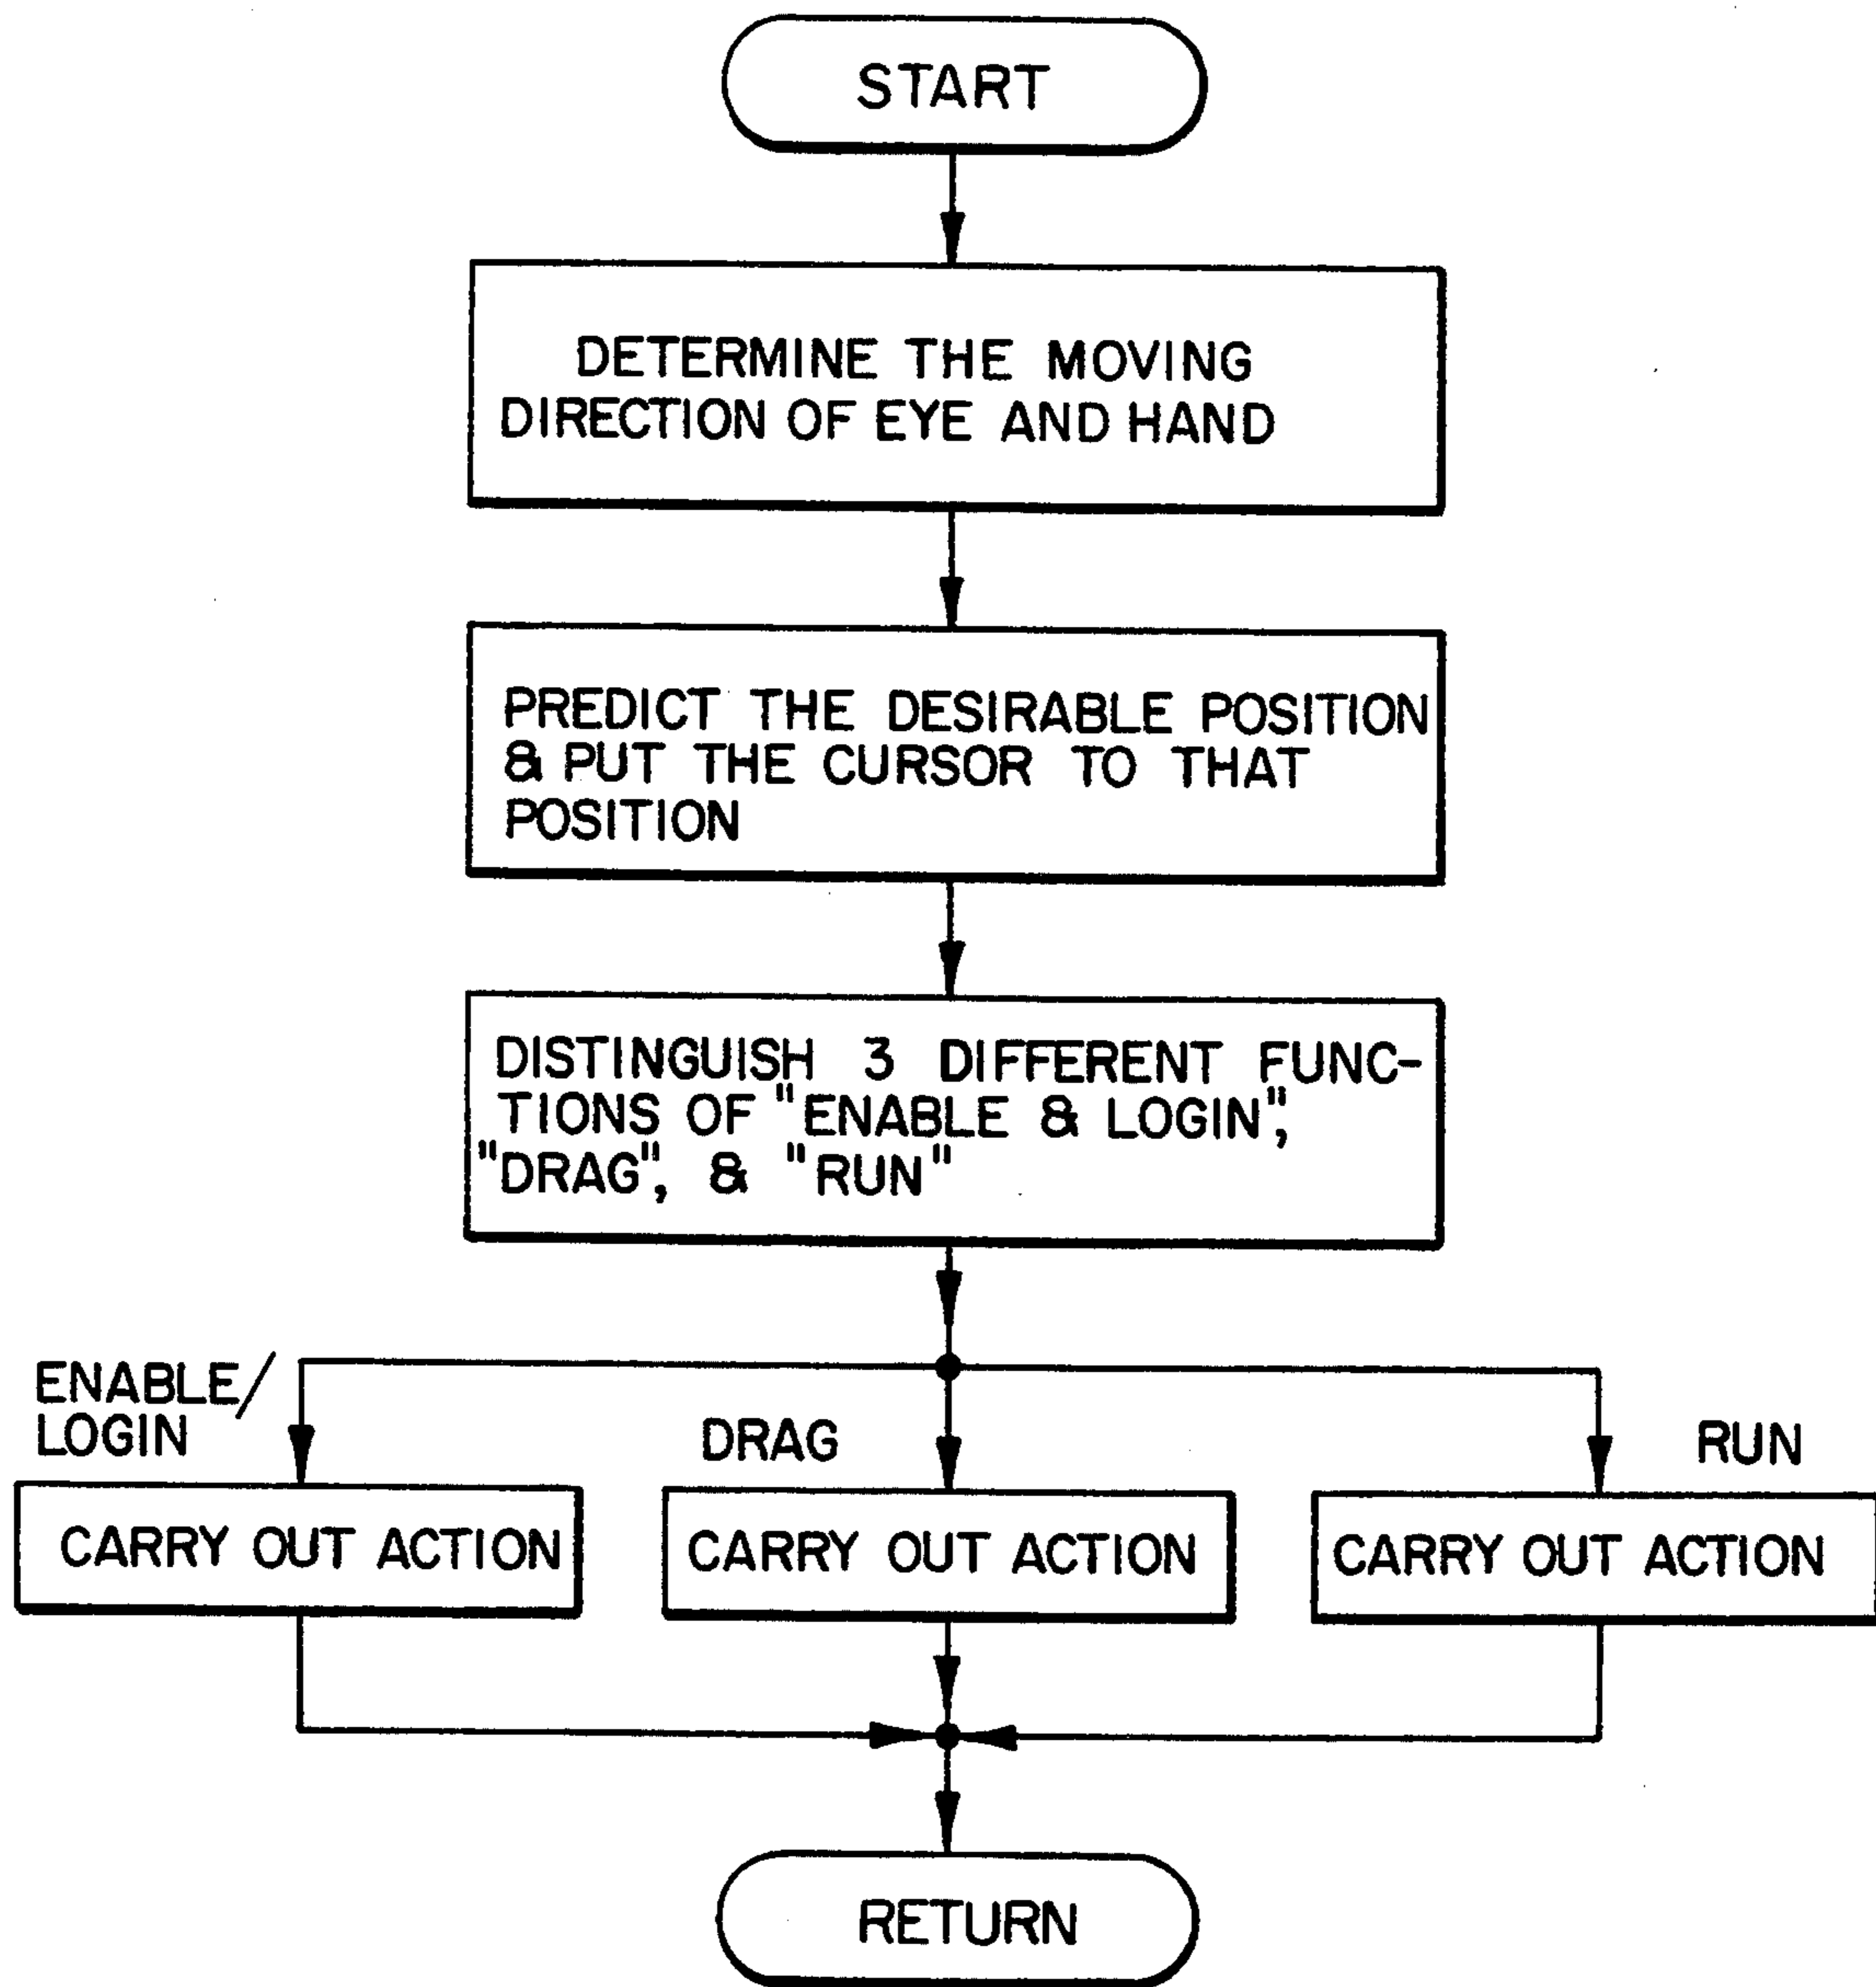 START
DETERMINE THE MOVING
DIRECTION OF EYE AND HAND
PREDICT THE DESIRABLE POSITION
& PUT THE CURSOR TO THAT
POSITION
DISTINGUISH 3 DIFFERENT FUNC-
TIONS OF "ENABLE & LOGIN",
"DRAG", & "RUN"
ENABLE/
LOGIN
DRAG
RUN
CARRY OUT ACTION
CARRY OUT ACTION
CARRY OUT ACTION
RETURN